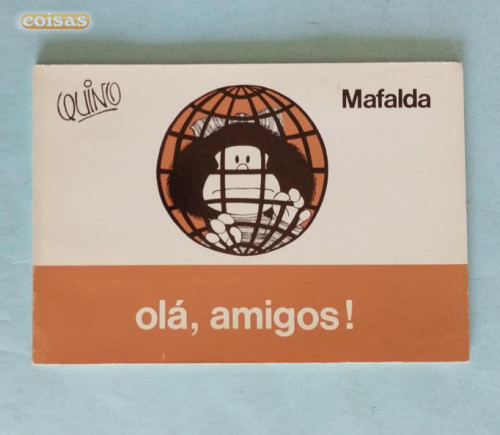 coisas
QUINO
Mafalda
olá, amigos!